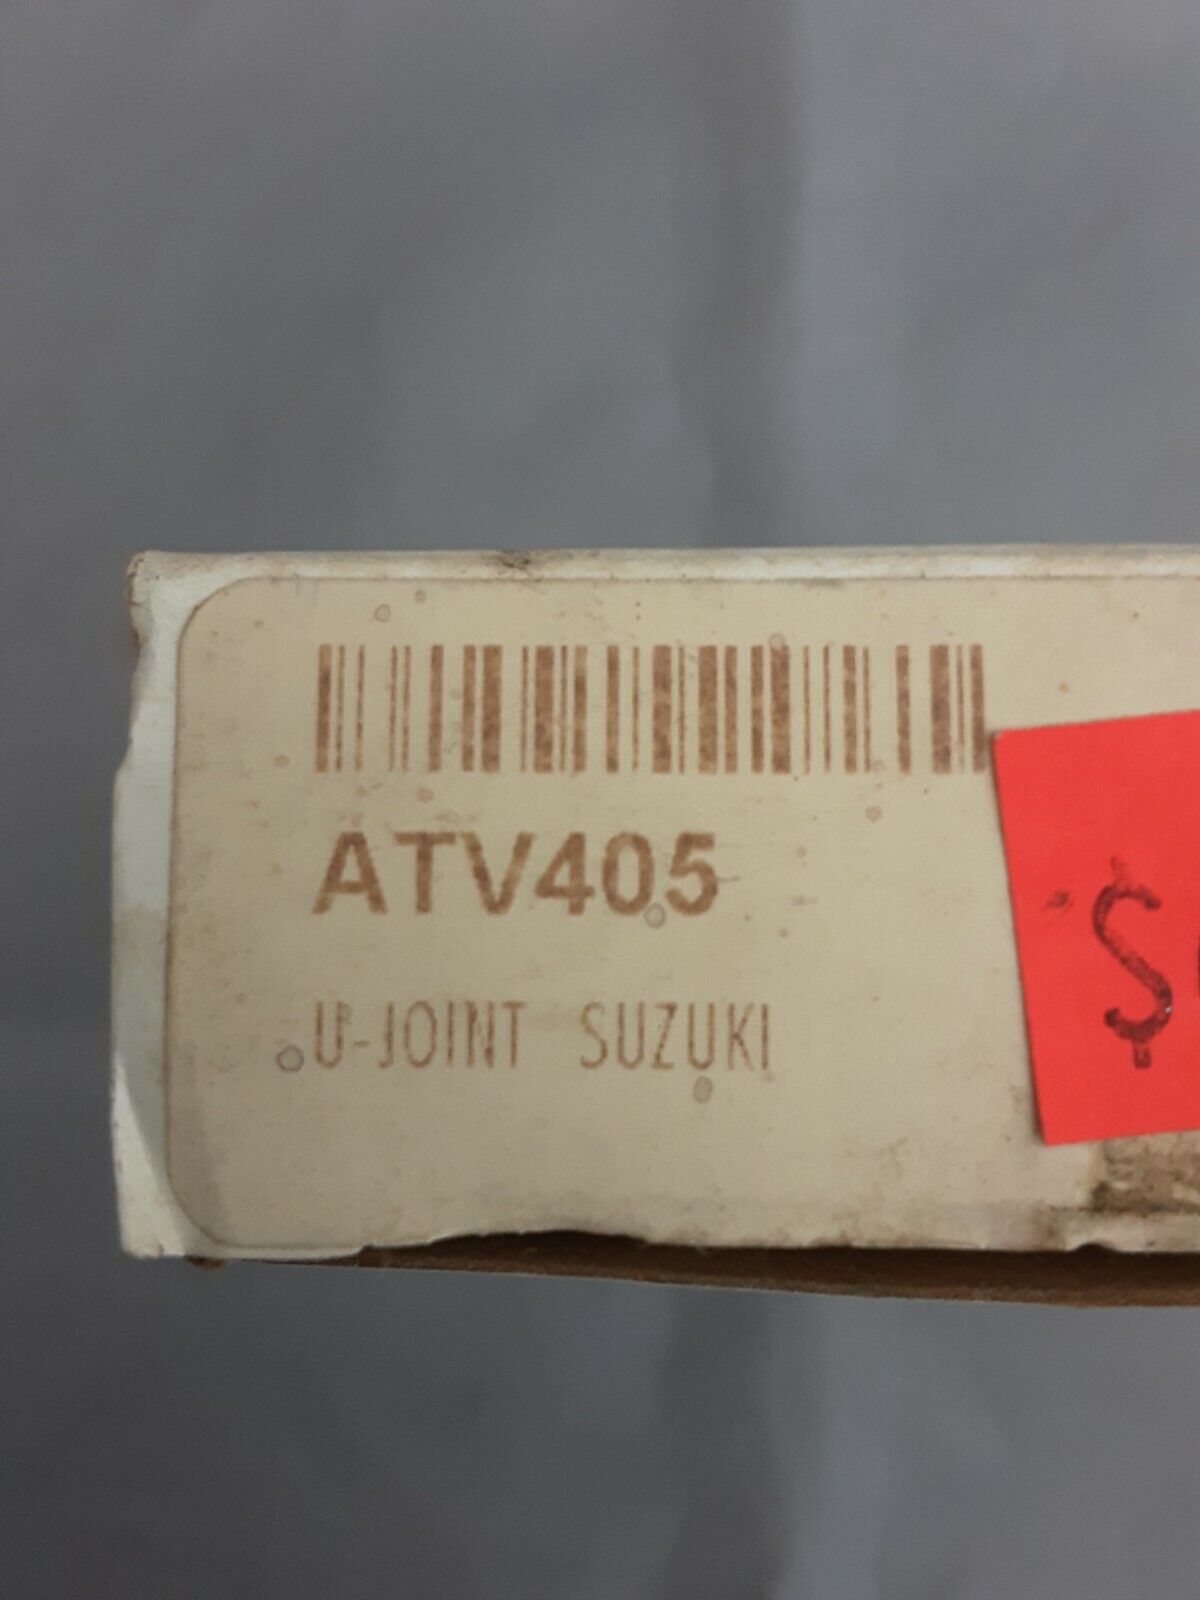 ATV405
U-JOINT SUZUKI
$